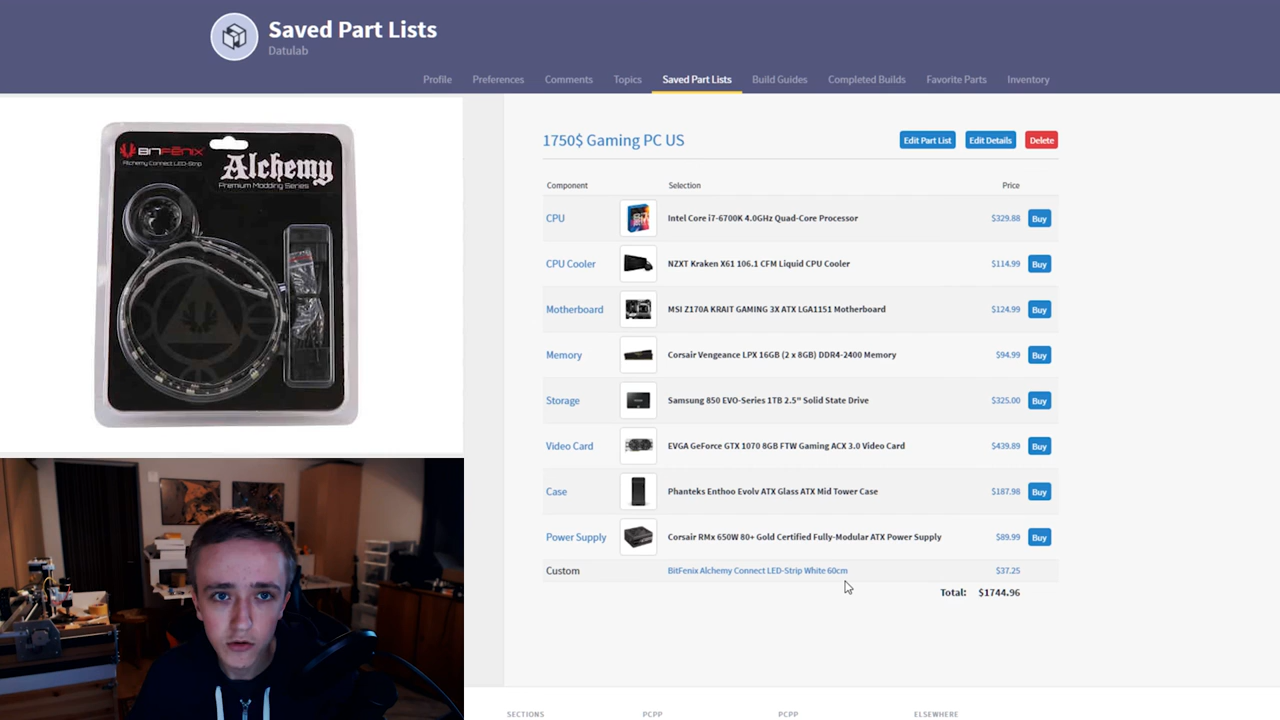 Saved Part Lists
Datulab
Profile Preferences Comments Topics Saved Part Lists Build Guides Completed Builds Favorite Parts Inventory
BITFENIX
Alchemy Connect LED-Strip
Alchemy
Premium Modding Series
1750$ Gaming PC US
Edit Part List Edit Details Delete
Component Selection Price
CPU Intel Core i7-6700K 4.0GHz Quad-Core Processor $329.88 Buy
CPU Cooler NZXT Kraken X61 106.1 CFM Liquid CPU Cooler $114.99 Buy
Motherboard MSI Z170A KRAIT GAMING 3X ATX LGA1151 Motherboard $124.99 Buy
Memory Corsair Vengeance LPX 16GB (2 x 8GB) DDR4-2400 Memory $94.99 Buy
Storage Samsung 850 EVO-Series 1TB 2.5" Solid State Drive $325.00 Buy
Video Card EVGA GeForce GTX 1070 8GB FTW Gaming ACX 3.0 Video Card $439.89 Buy
Case Phanteks Enthoo Evolv ATX Glass ATX Mid Tower Case $187.98 Buy
Power Supply Corsair RMx 650W 80+ Gold Certified Fully-Modular ATX Power Supply $89.99 Buy
Custom BitFenix Alchemy Connect LED-Strip White 60cm $37.25
Total: $1744.96
SECTIONS PCPP PCPP ELSEWHERE